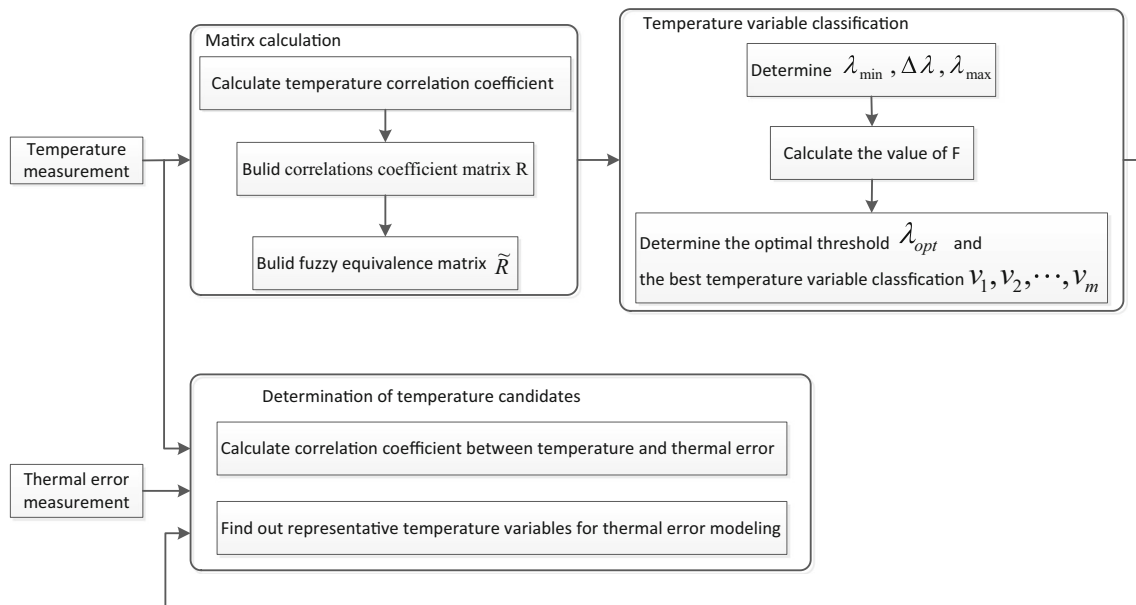 Matirx calculation
Calculate temperature correlation coefficient
Bulid correlations coefficient matrix R
Bulid fuzzy equivalence matrix R̃
Temperature
measurement
Temperature variable classification
Determine λmin , Δλ, λmax
Calculate the value of F
Determine the optimal threshold λopt and
the best temperature variable classfication v1, v2, ⋯, vm
Determination of temperature candidates
Calculate correlation coefficient between temperature and thermal error
Thermal error
measurement
Find out representative temperature variables for thermal error modeling